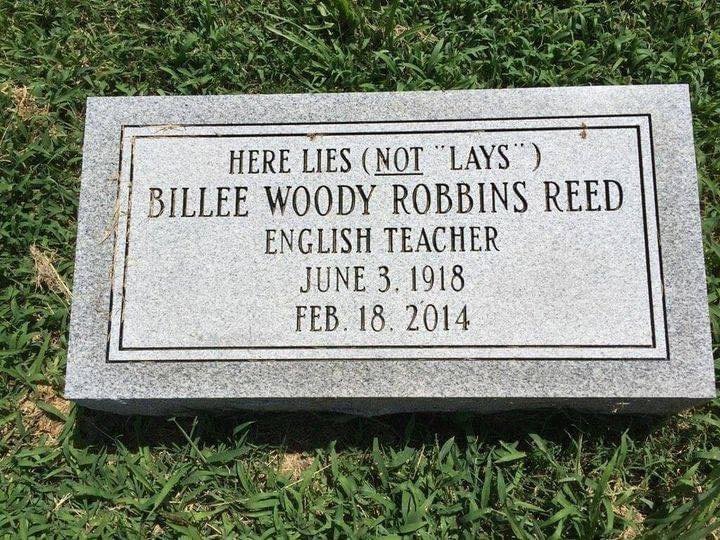 HERE LIES (NOT "LAYS")
BILLEE WOODY ROBBINS REED
ENGLISH TEACHER
JUNE 3, 1918
FEB. 18. 2014